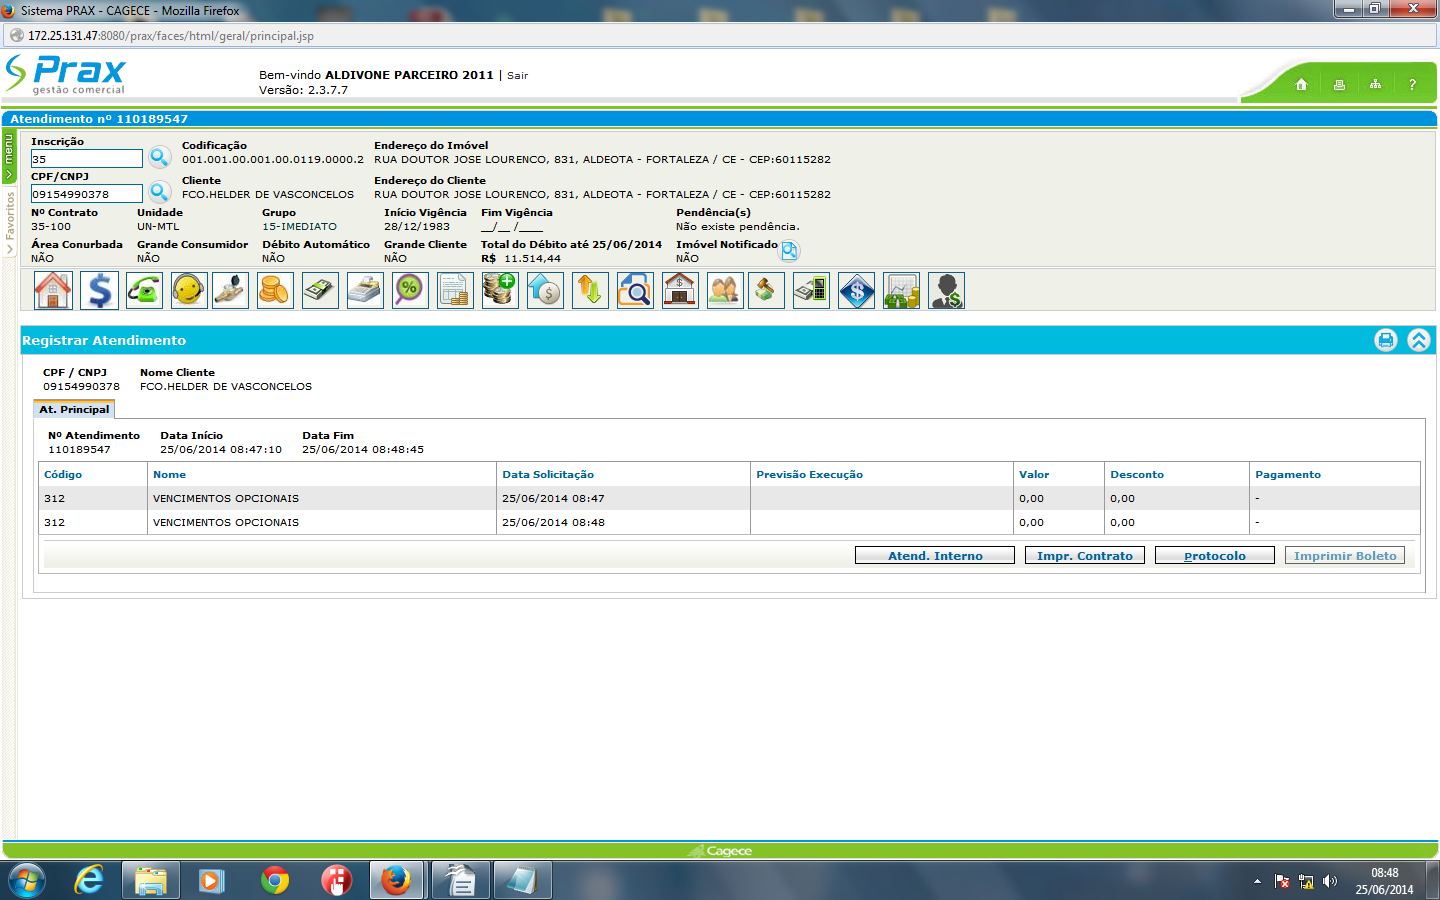 Sistema PRAX - CAGECE - Mozilla Firefox
172.25.131.47:8080/prax/faces/html/geral/principal.jsp
Prax
gestão comercial
Bem-vindo ALDIVONE PARCEIRO 2011 | Sair
Versão: 2.3.7.7
?
Atendimento nº 110189547
menu
Favoritos
Inscrição Codificação Endereço do Imóvel
35 001.001.00.001.00.0119.0000.2 RUA DOUTOR JOSE LOURENCO, 831, ALDEOTA - FORTALEZA / CE - CEP:60115282
CPF/CNPJ Cliente Endereço do Cliente
09154990378 FCO.HELDER DE VASCONCELOS RUA DOUTOR JOSE LOURENCO, 831, ALDEOTA - FORTALEZA / CE - CEP:60115282
Nº Contrato Unidade Grupo Início Vigência Fim Vigência Pendência(s)
35-100 UN-MTL 15-IMEDIATO 28/12/1983 __/__ /____ Não existe pendência.
Área Conurbada Grande Consumidor Débito Automático Grande Cliente Total do Débito até 25/06/2014 Imóvel Notificado
NÃO NÃO NÃO NÃO R$ 11.514,44 NÃO
Registrar Atendimento
CPF / CNPJ Nome Cliente
09154990378 FCO.HELDER DE VASCONCELOS
At. Principal
Nº Atendimento Data Início Data Fim
110189547 25/06/2014 08:47:10 25/06/2014 08:48:45
Código Nome Data Solicitação Previsão Execução Valor Desconto Pagamento
312 VENCIMENTOS OPCIONAIS 25/06/2014 08:47 0,00 0,00 -
312 VENCIMENTOS OPCIONAIS 25/06/2014 08:48 0,00 0,00 -
Atend. Interno Impr. Contrato Protocolo Imprimir Boleto
Cagece
08:48
25/06/2014